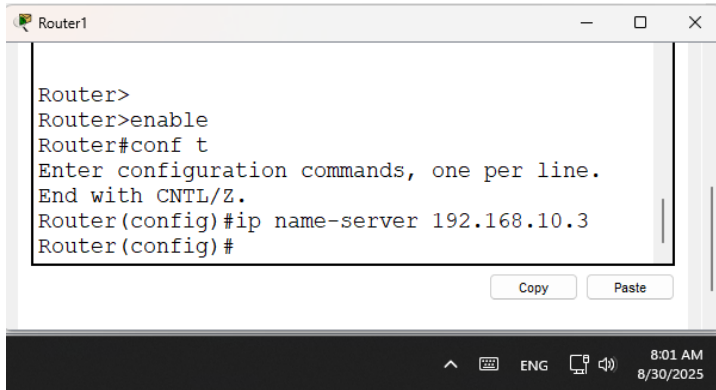 Router1
Router>
Router>enable
Router#conf t
Enter configuration commands, one per line.
End with CNTL/Z.
Router(config)#ip name-server 192.168.10.3
Router(config)#
Copy
Paste
ENG
8:01 AM
8/30/2025